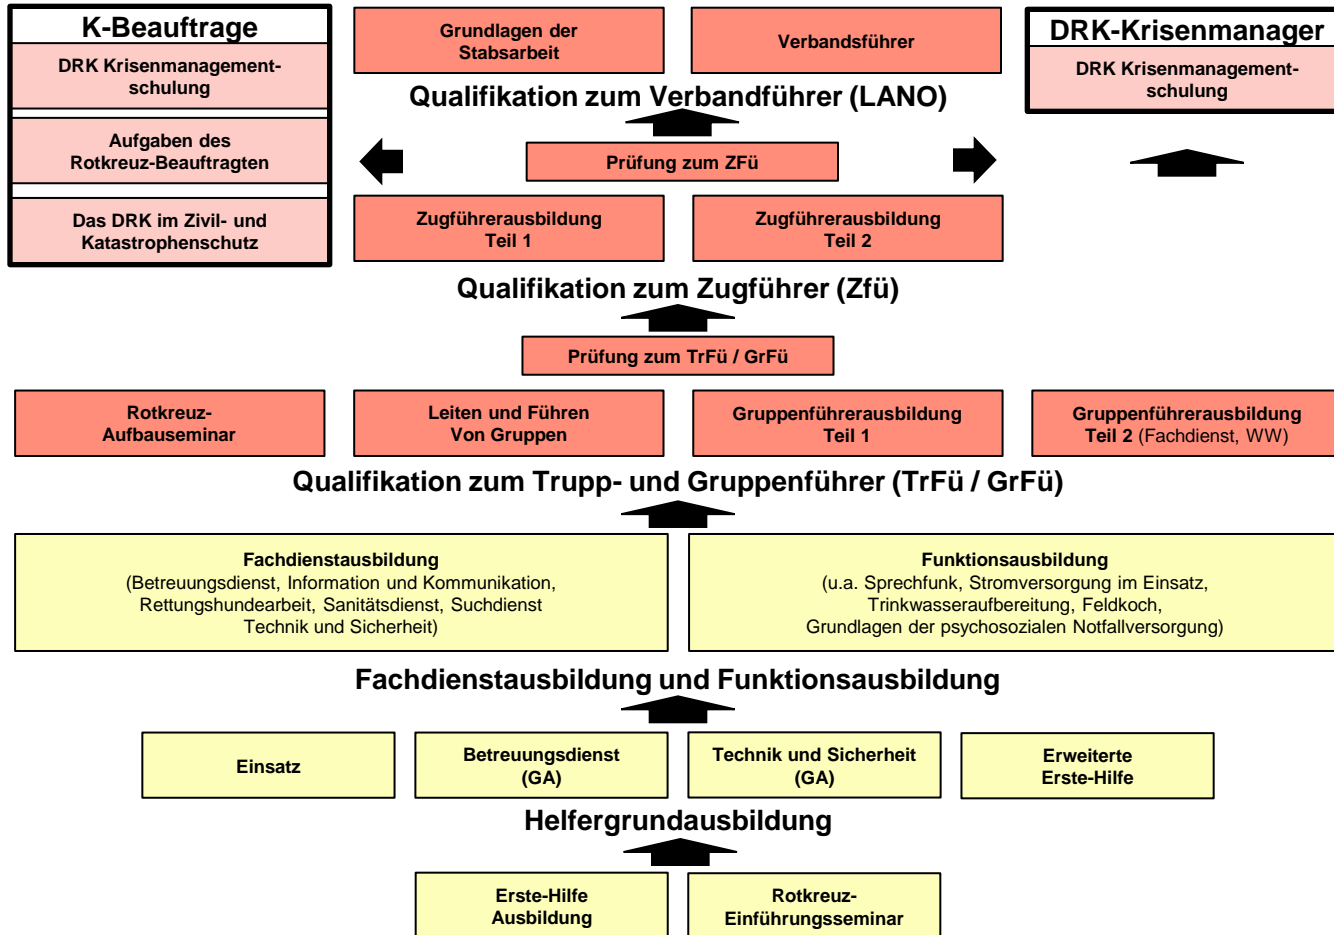 K-Beauftrage
DRK Krisenmanagement-
schulung
Aufgaben des
Rotkreuz-Beauftragten
Das DRK im Zivil- und
Katastrophenschutz
Grundlagen der
Stabsarbeit
Verbandsführer
DRK-Krisenmanager
DRK Krisenmanagement-
schulung
Qualifikation zum Verbandführer (LANO)
Prüfung zum ZFü
Zugführerausbildung
Teil 1
Zugführerausbildung
Teil 2
Qualifikation zum Zugführer (Zfü)
Prüfung zum TrFü / GrFü
Rotkreuz-
Aufbauseminar
Leiten und Führen
Von Gruppen
Gruppenführerausbildung
Teil 1
Gruppenführerausbildung
Teil 2 (Fachdienst, WW)
Qualifikation zum Trupp- und Gruppenführer (TrFü / GrFü)
Fachdienstausbildung
(Betreuungsdienst, Information und Kommunikation,
Rettungshundearbeit, Sanitätsdienst, Suchdienst
Technik und Sicherheit)
Funktionsausbildung
(u.a. Sprechfunk, Stromversorgung im Einsatz,
Trinkwasseraufbereitung, Feldkoch,
Grundlagen der psychosozialen Notfallversorgung)
Fachdienstausbildung und Funktionsausbildung
Einsatz
Betreuungsdienst
(GA)
Technik und Sicherheit
(GA)
Erweiterte
Erste-Hilfe
Helfergrundausbildung
Erste-Hilfe
Ausbildung
Rotkreuz-
Einführungsseminar